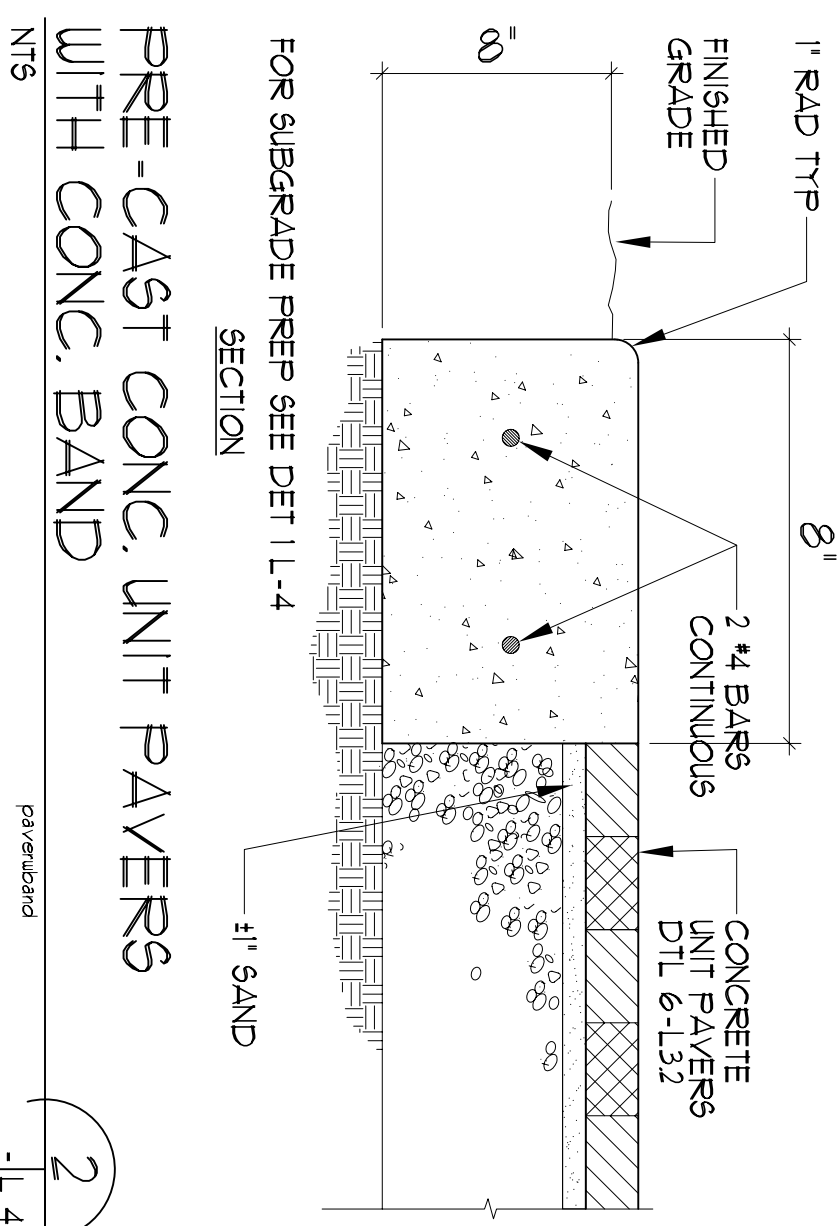 1" RAD TYP
FINISHED
GRADE
8"
8"
2 #4 BARS
CONTINUOUS
CONCRETE
UNIT PAVERS
DTL 6-L3.2
±1" SAND
FOR SUBGRADE PREP SEE DET 1 L-4
SECTION
PRE-CAST CONC. UNIT PAVERS
WITH CONC. BAND
NTS
paverwband
2
-L 4